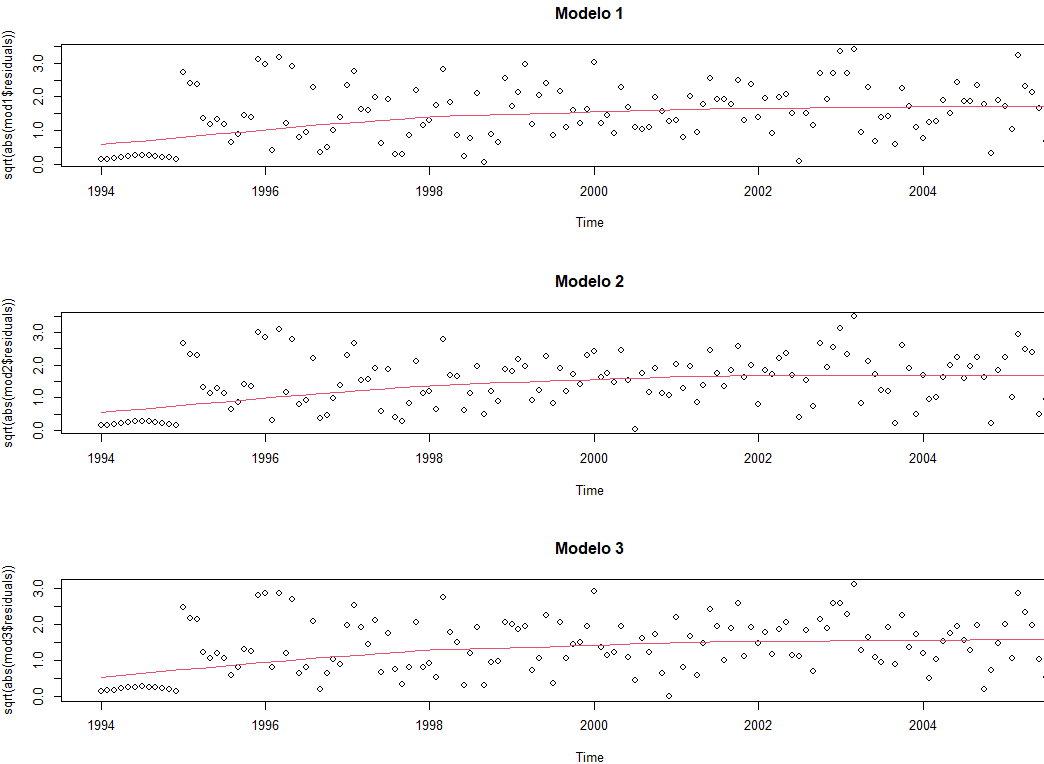 Modelo 1
sqrt(abs(mod1$residuals))
3.0
2.0
1.0
0.0
1994 1996 1998 2000 2002 2004
Time
Modelo 2
sqrt(abs(mod2$residuals))
3.0
2.0
1.0
0.0
1994 1996 1998 2000 2002 2004
Time
Modelo 3
sqrt(abs(mod3$residuals))
3.0
2.0
1.0
0.0
1994 1996 1998 2000 2002 2004
Time